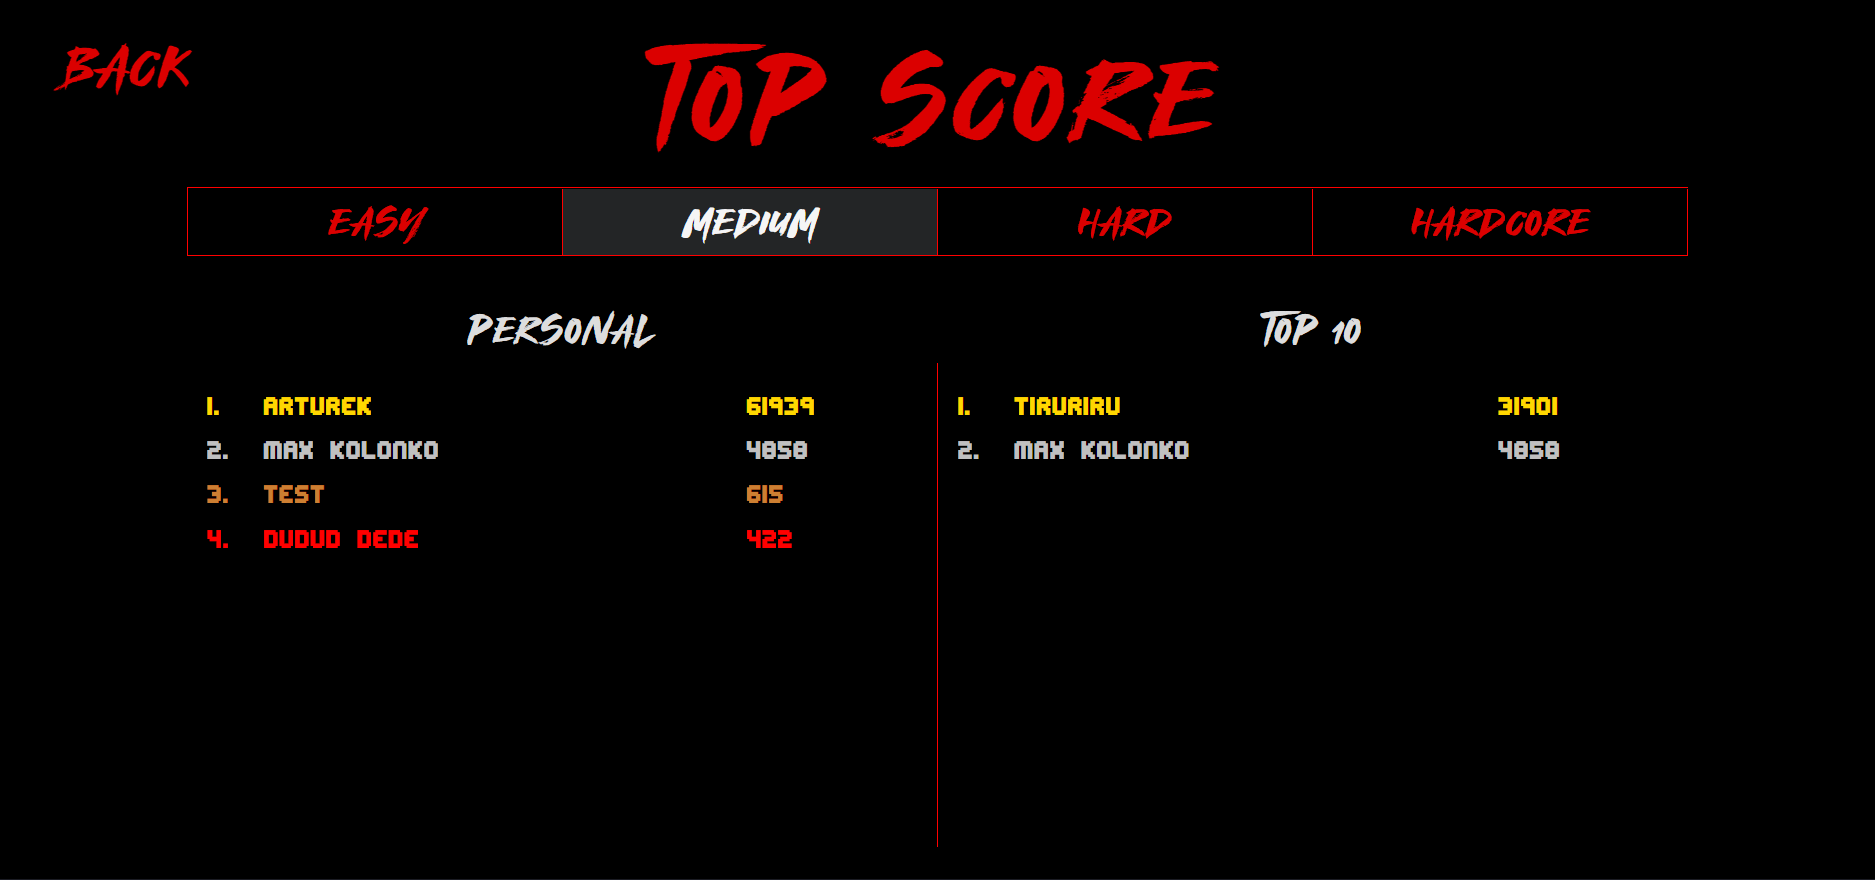 BACK
TOP SCORE
EASY MEDIUM HARD HARDCORE
PERSONAL
1. ARTUREK 61939
2. MAX KOLONKO 4858
3. TEST 615
4. DUDUD DEDE 422
TOP 10
1. TIRURIRU 31901
2. MAX KOLONKO 4858